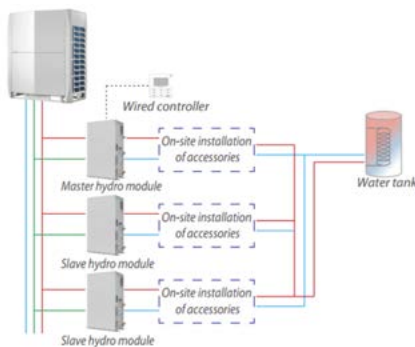 Wired controller
On-site installation
of accessories
Master hydro module
Water tank
On-site installation
of accessories
Slave hydro module
On-site installation
of accessories
Slave hydro module